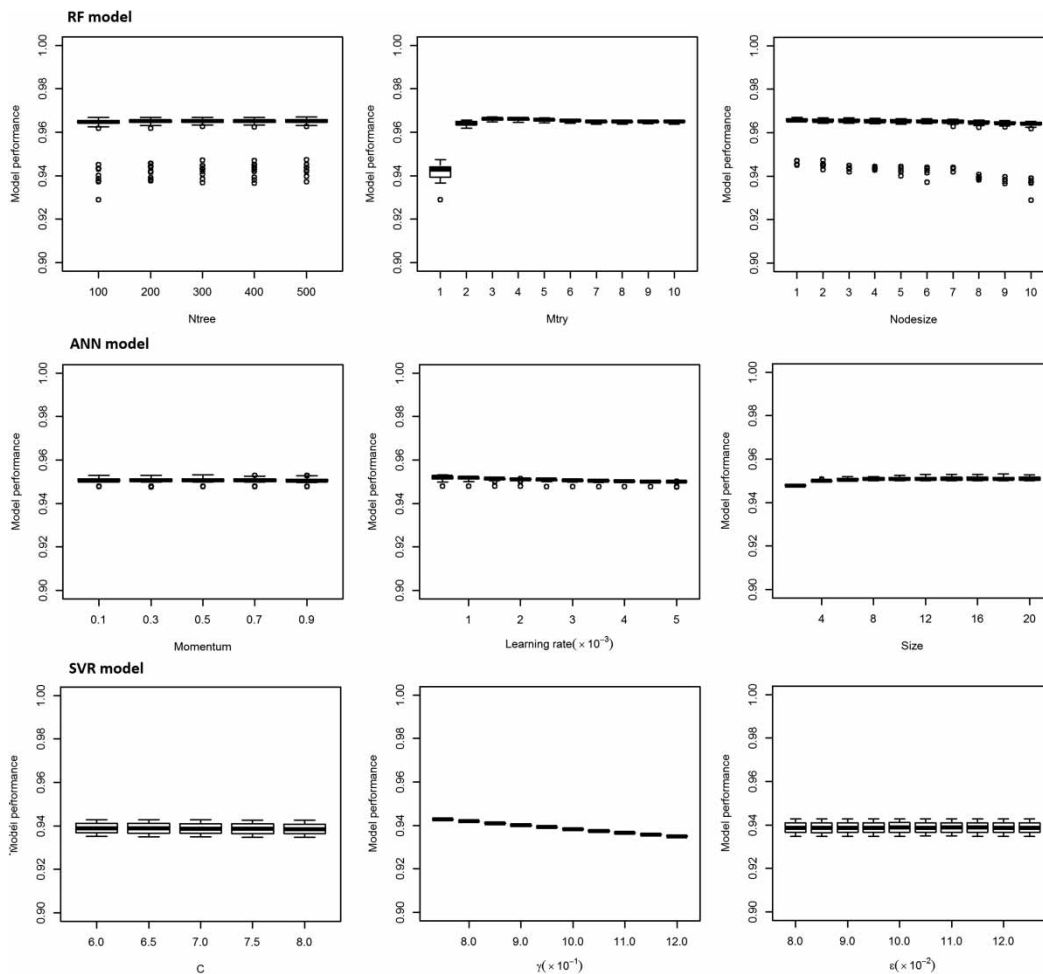 RF model
Model performance
1.00
0.98
0.96
0.94
0.92
0.90
100 200 300 400 500
Ntree
Model performance
1.00
0.98
0.96
0.94
0.92
0.90
1 2 3 4 5 6 7 8 9 10
Mtry
Model performance
1.00
0.98
0.96
0.94
0.92
0.90
1 2 3 4 5 6 7 8 9 10
Nodesize
ANN model
Model performance
1.00
0.98
0.96
0.94
0.92
0.90
0.1 0.3 0.5 0.7 0.9
Momentum
Model performance
1.00
0.98
0.96
0.94
0.92
0.90
1 2 3 4 5
Learning rate(×10⁻³)
Model performance
1.00
0.98
0.96
0.94
0.92
0.90
4 8 12 16 20
Size
SVR model
Model performance
1.00
0.98
0.96
0.94
0.92
0.90
6.0 6.5 7.0 7.5 8.0
C
Model performance
1.00
0.98
0.96
0.94
0.92
0.90
8.0 9.0 10.0 11.0 12.0
γ(×10⁻¹)
Model performance
1.00
0.98
0.96
0.94
0.92
0.90
8.0 9.0 10.0 11.0 12.0
ε(×10⁻²)